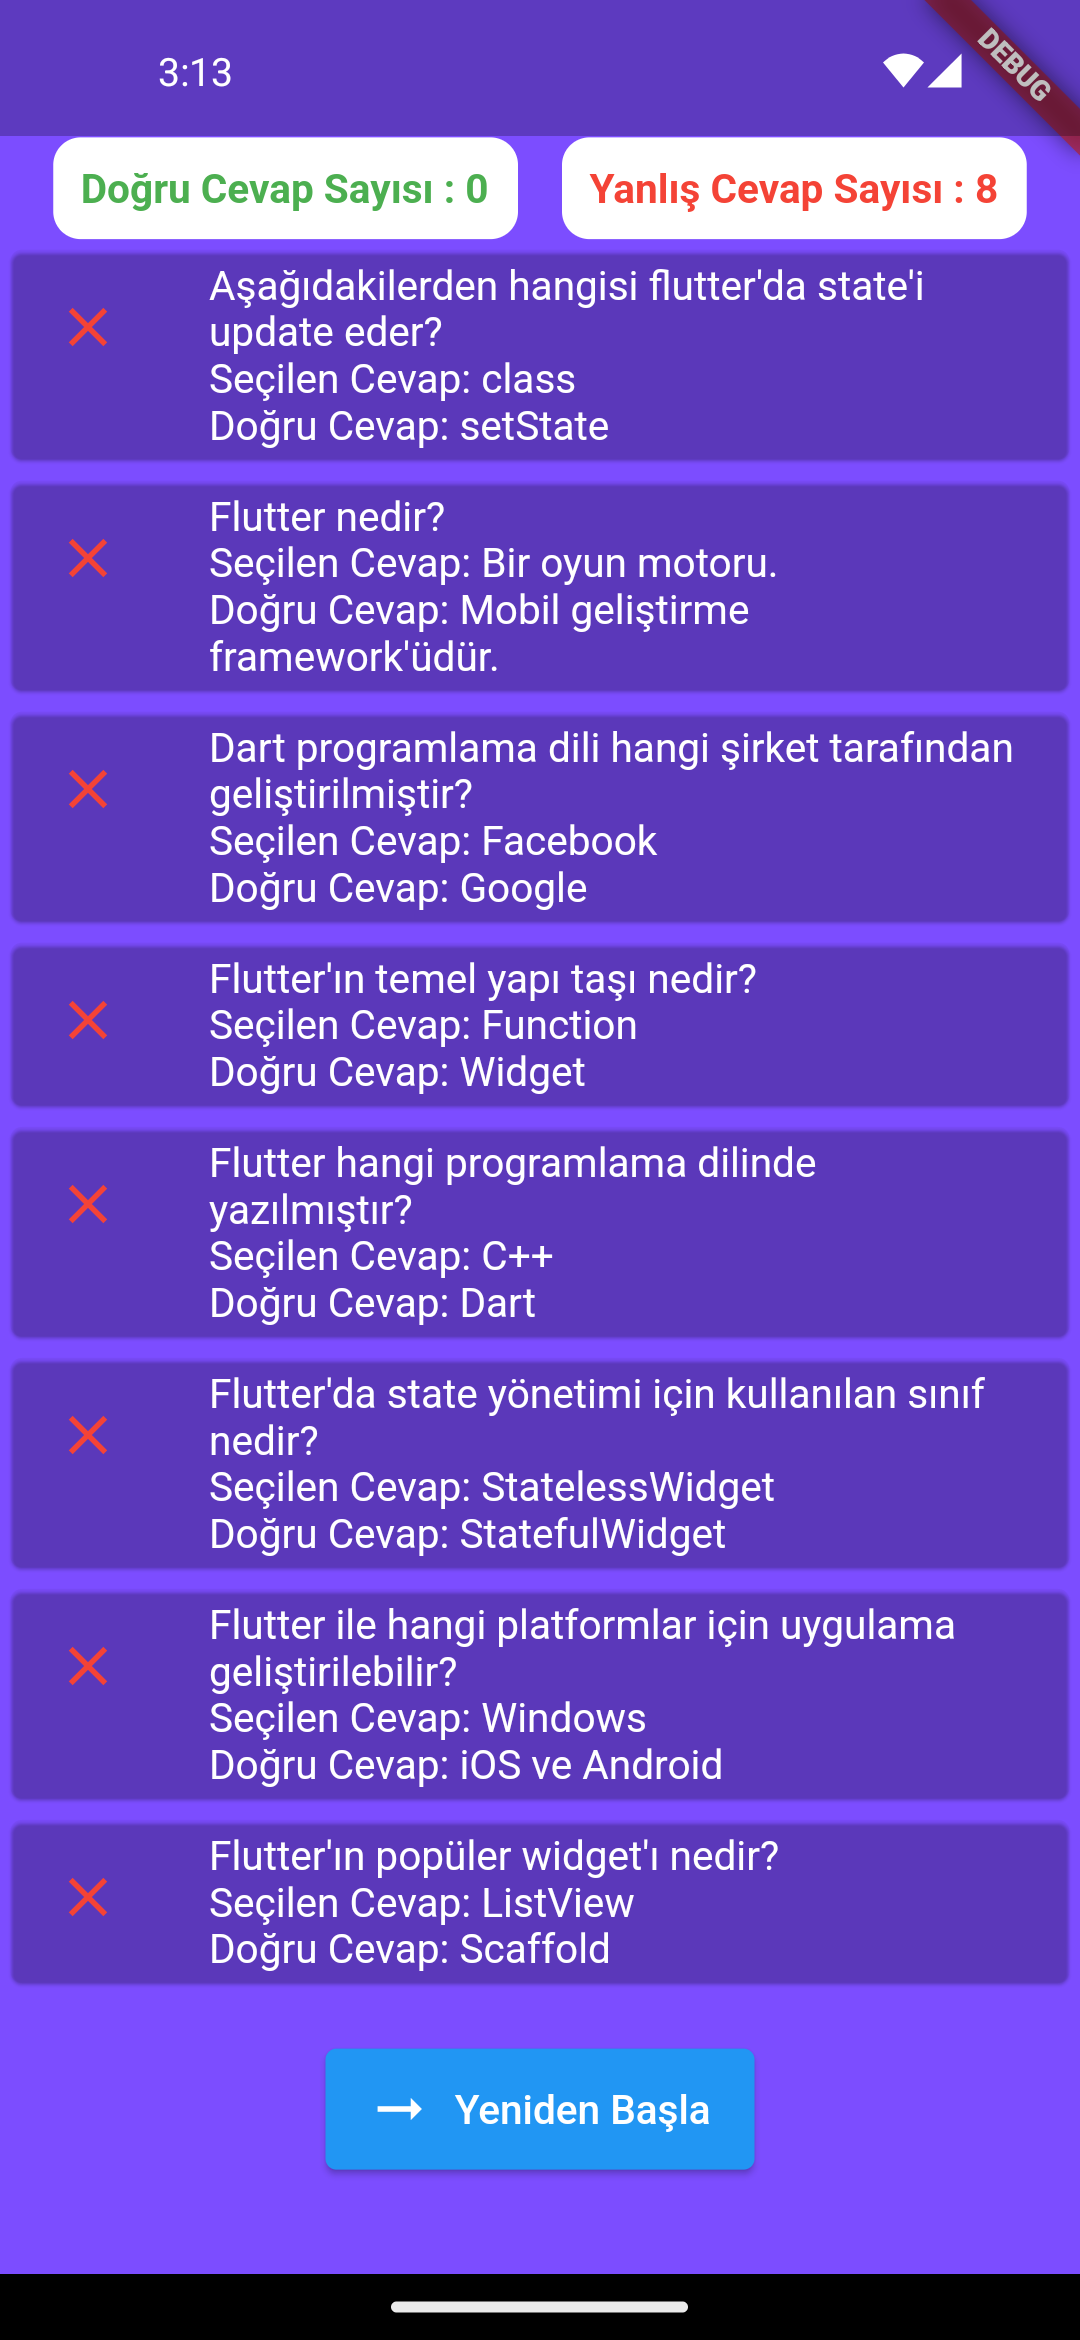 3:13
DEBUG
Doğru Cevap Sayısı : 0
Yanlış Cevap Sayısı : 8
Aşağıdakilerden hangisi flutter'da state'i
update eder?
Seçilen Cevap: class
Doğru Cevap: setState
Flutter nedir?
Seçilen Cevap: Bir oyun motoru.
Doğru Cevap: Mobil geliştirme
framework'üdür.
Dart programlama dili hangi şirket tarafından
geliştirilmiştir?
Seçilen Cevap: Facebook
Doğru Cevap: Google
Flutter'ın temel yapı taşı nedir?
Seçilen Cevap: Function
Doğru Cevap: Widget
Flutter hangi programlama dilinde
yazılmıştır?
Seçilen Cevap: C++
Doğru Cevap: Dart
Flutter'da state yönetimi için kullanılan sınıf
nedir?
Seçilen Cevap: StatelessWidget
Doğru Cevap: StatefulWidget
Flutter ile hangi platformlar için uygulama
geliştirilebilir?
Seçilen Cevap: Windows
Doğru Cevap: iOS ve Android
Flutter'ın popüler widget'ı nedir?
Seçilen Cevap: ListView
Doğru Cevap: Scaffold
Yeniden Başla